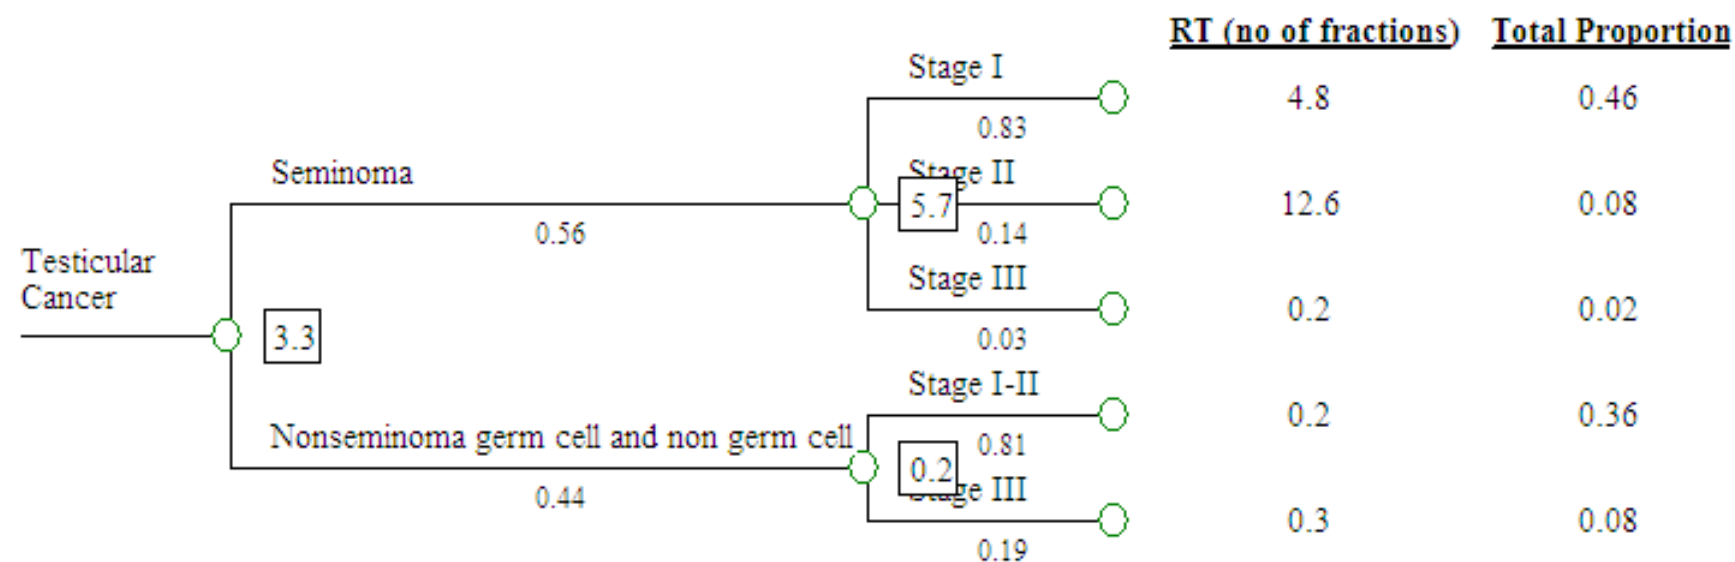 RT (no of fractions) Total Proportion
Stage I
4.8 0.46
0.83
Seminoma
Stage II
5.7
12.6 0.08
0.56
0.14
Testicular
Cancer
Stage III
0.2 0.02
3.3
0.03
Stage I-II
0.2 0.36
Nonseminoma germ cell and non germ cell
0.81
0.2
Stage III
0.44
0.3 0.08
0.19